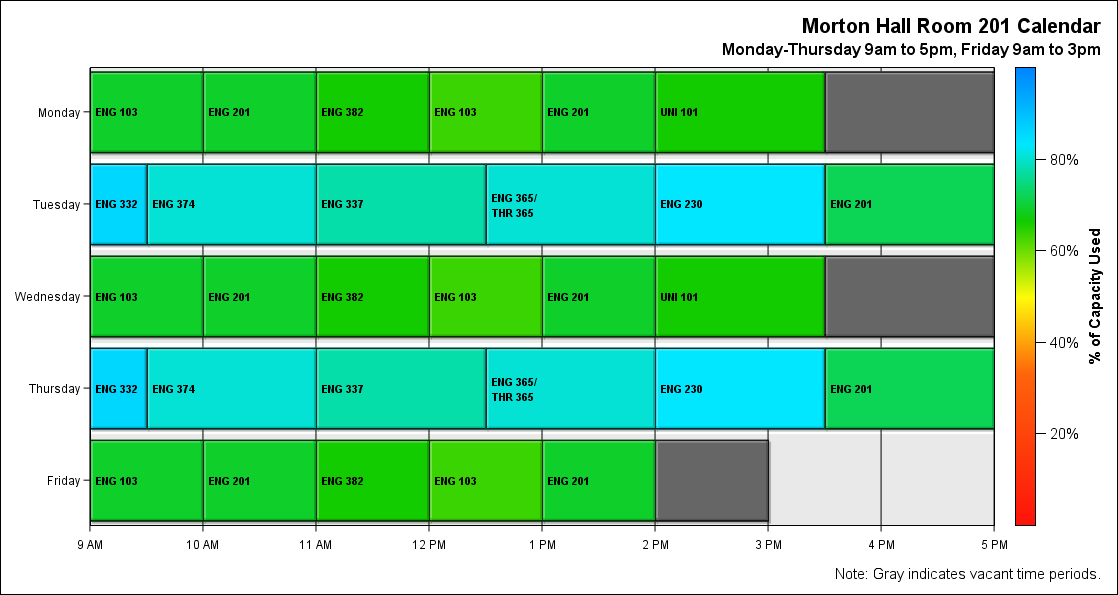 Morton Hall Room 201 Calendar
Monday-Thursday 9am to 5pm, Friday 9am to 3pm
Monday
ENG 103
ENG 201
ENG 382
ENG 103
ENG 201
UNI 101
Tuesday
ENG 332
ENG 374
ENG 337
ENG 365/
THR 365
ENG 230
ENG 201
Wednesday
ENG 103
ENG 201
ENG 382
ENG 103
ENG 201
UNI 101
Thursday
ENG 332
ENG 374
ENG 337
ENG 365/
THR 365
ENG 230
ENG 201
Friday
ENG 103
ENG 201
ENG 382
ENG 103
ENG 201
9 AM
10 AM
11 AM
12 PM
1 PM
2 PM
3 PM
4 PM
5 PM
80%
60%
40%
20%
% of Capacity Used
Note: Gray indicates vacant time periods.